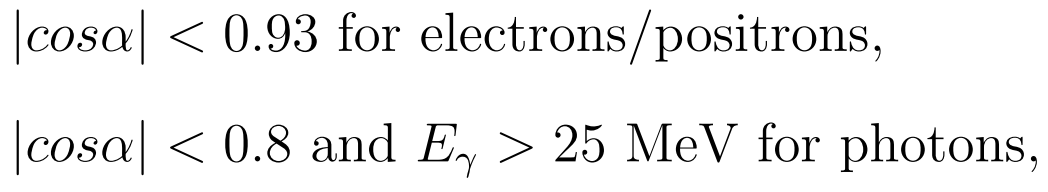 |cosα| < 0.93 for electrons/positrons,
|cosα| < 0.8 and E_γ > 25 MeV for photons,